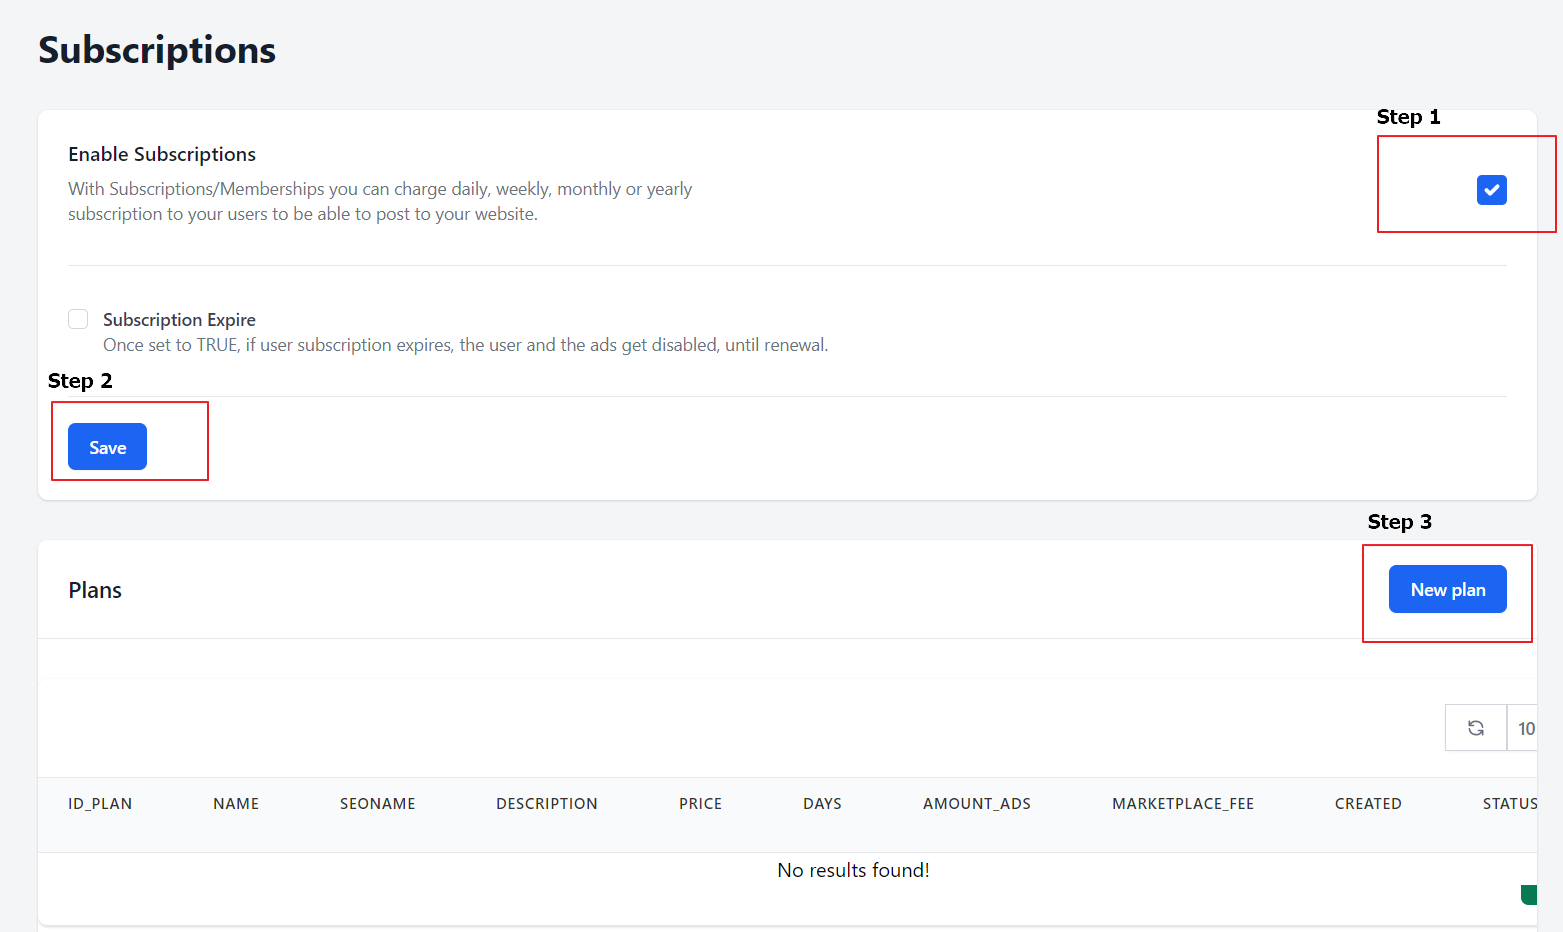 Subscriptions
Step 1
Enable Subscriptions
With Subscriptions/Memberships you can charge daily, weekly, monthly or yearly
subscription to your users to be able to post to your website.
Subscription Expire
Once set to TRUE, if user subscription expires, the user and the ads get disabled, until renewal.
Step 2
Save
Step 3
Plans
New plan
10
ID_PLAN NAME SEONAME DESCRIPTION PRICE DAYS AMOUNT_ADS MARKETPLACE_FEE CREATED STATUS
No results found!